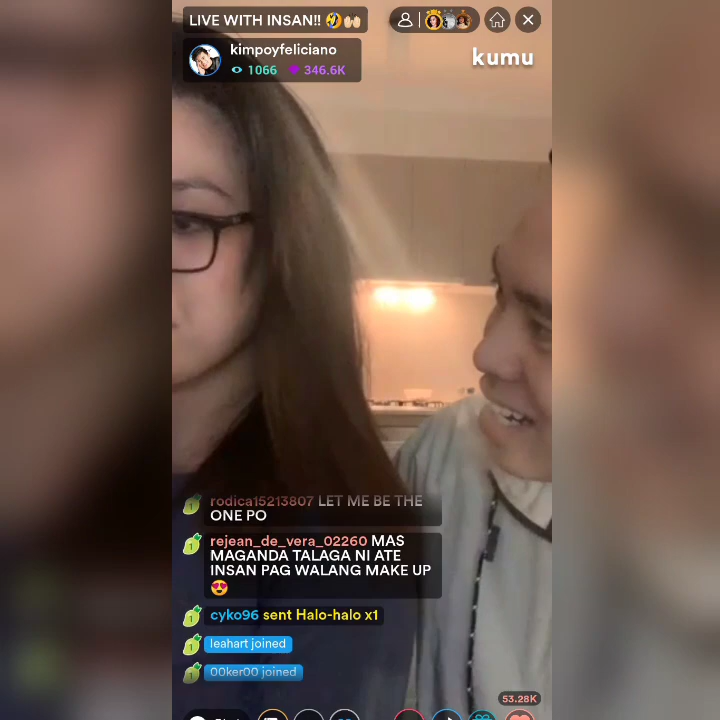 LIVE WITH INSAN!! 🤣🙌🏻
kimpoyfeliciano
1066 346.6K
kumu
rodica15213807 LET ME BE THE
ONE PO
rejean_de_vera_02260 MAS
MAGANDA TALAGA NI ATE
INSAN PAG WALANG MAKE UP
😍
cyko96 sent Halo-halo x1
leahart joined
00ker00 joined
53.28K